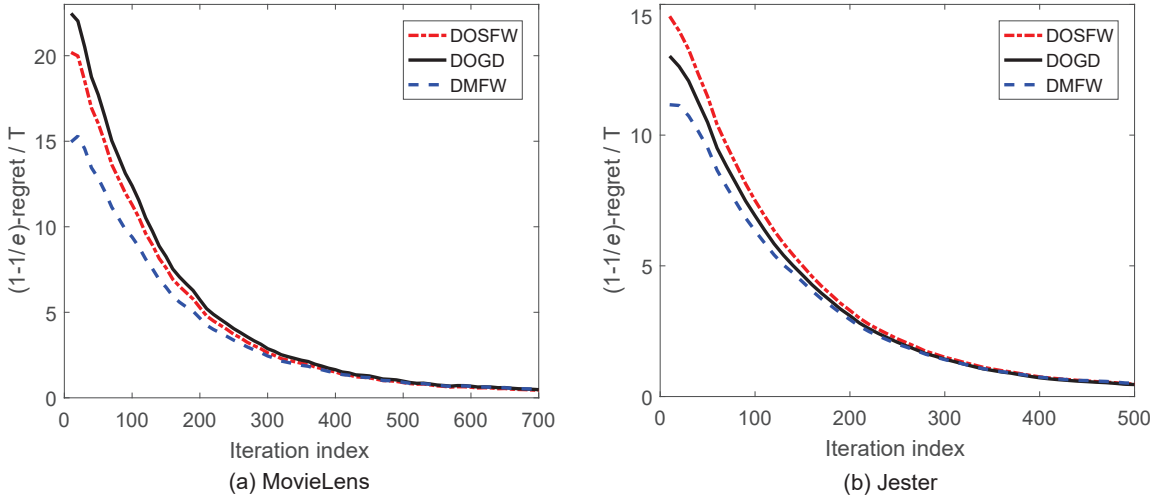 (1-1/e)-regret / T
20
15
10
5
0
0 100 200 300 400 500 600 700
Iteration index
DOSFW
DOGD
DMFW
(a) MovieLens
(1-1/e)-regret / T
15
10
5
0
0 100 200 300 400 500
Iteration index
DOSFW
DOGD
DMFW
(b) Jester